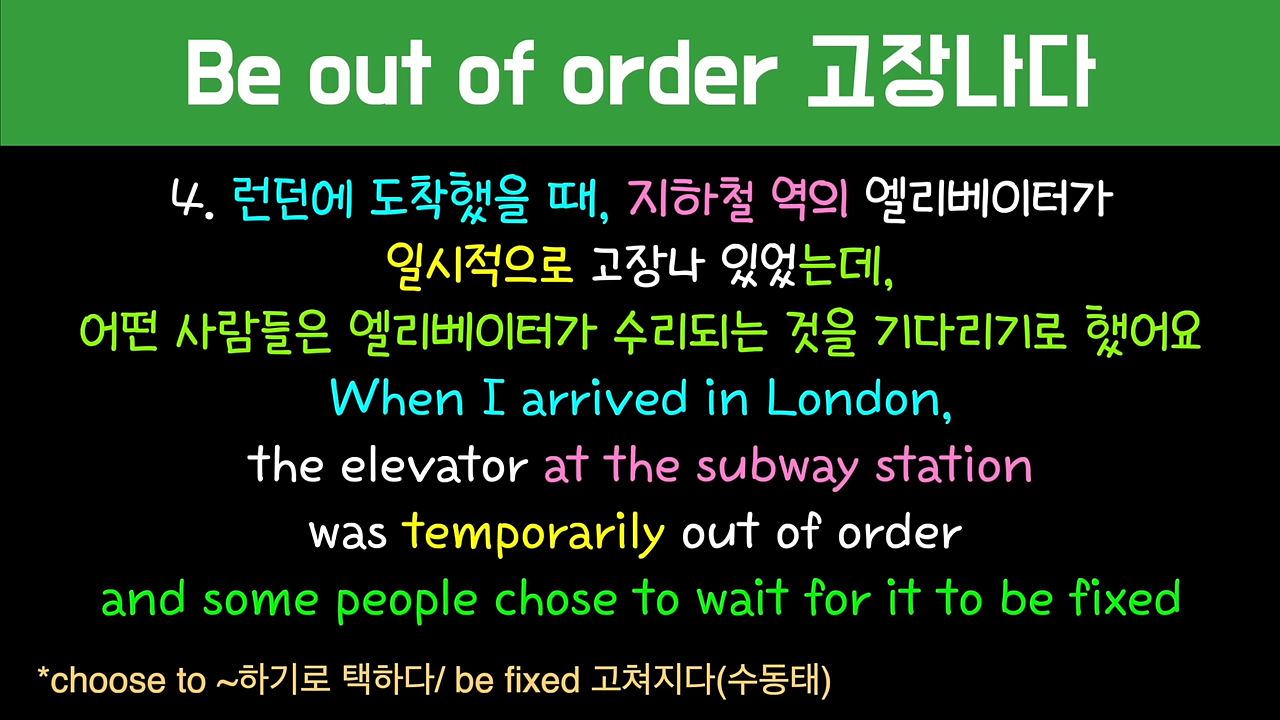 Be out of order 고장나다
4. 런던에 도착했을 때, 지하철 역의 엘리베이터가
일시적으로 고장나 있었는데,
어떤 사람들은 엘리베이터가 수리되는 것을 기다리기로 했어요
When I arrived in London,
the elevator at the subway station
was temporarily out of order
and some people chose to wait for it to be fixed
*choose to ~하기로 택하다/ be fixed 고쳐지다(수동태)